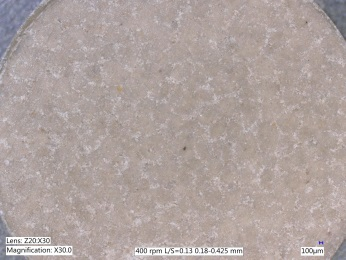 Lens: Z20:X30
Magnification: X30.0
400 rpm L/S=0.13 0.18-0.425 mm
100μm